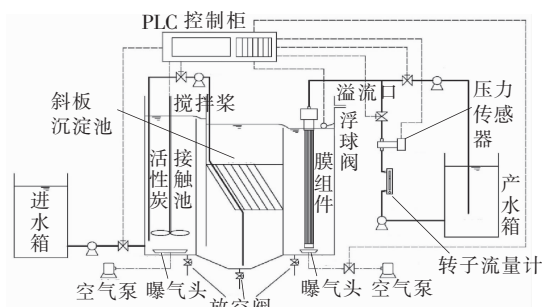 PLC 控制柜
斜板
沉淀池
搅拌浆
溢流
浮球阀
压力
传感
器
活性炭
接触池
膜组件
进水箱
产水箱
空气泵
曝气头
放空阀
曝气头
空气泵
转子流量计